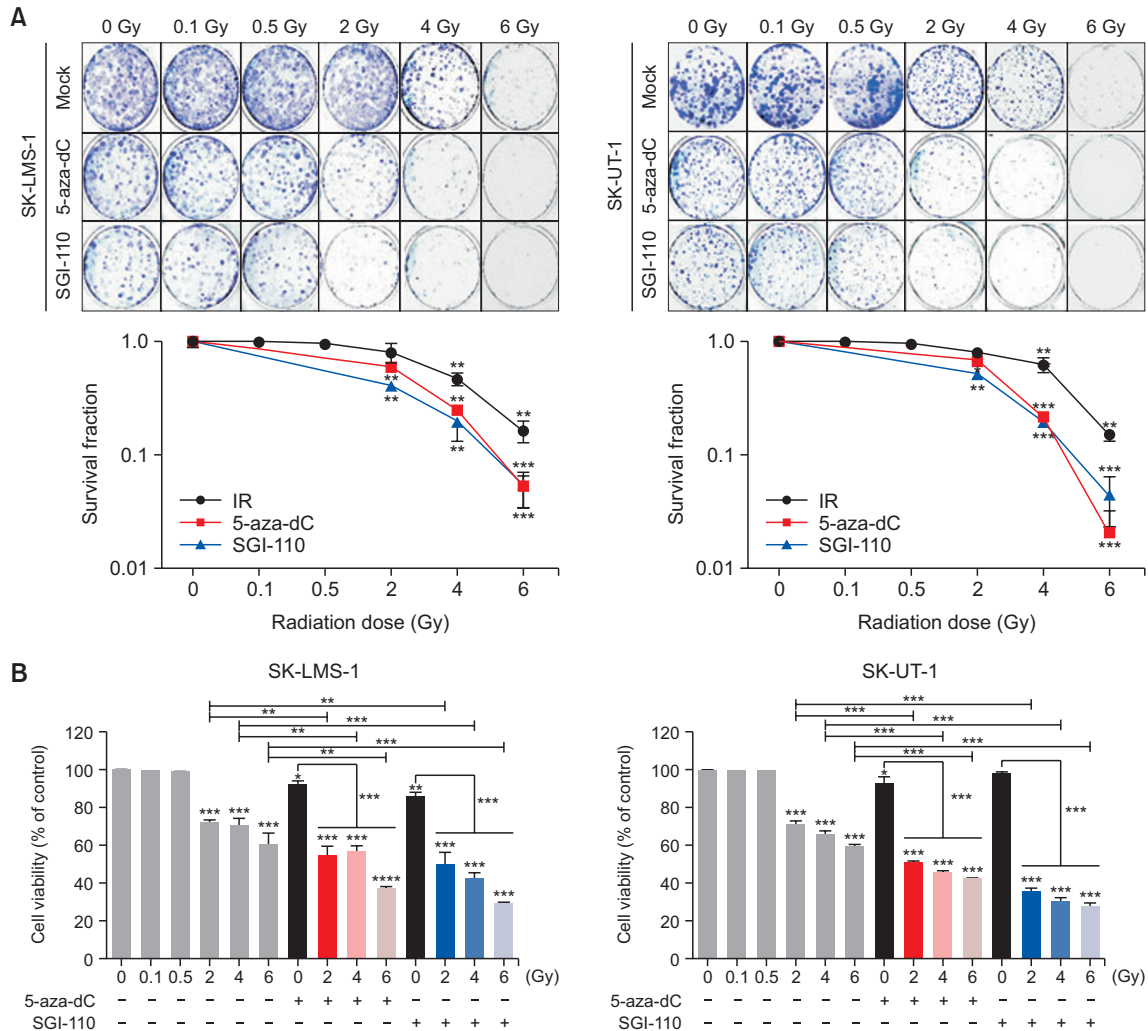 A
0 Gy 0.1 Gy 0.5 Gy 2 Gy 4 Gy 6 Gy
SK-LMS-1
Mock
5-aza-dC
SGI-110
0 Gy 0.1 Gy 0.5 Gy 2 Gy 4 Gy 6 Gy
SK-UT-1
Mock
5-aza-dC
SGI-110
Survival fraction
1.0
0.1
0.01
** ** ** ** ** ** ** *** ***
IR
5-aza-dC
SGI-110
0 0.1 0.5 2 4 6
Radiation dose (Gy)
Survival fraction
1.0
0.1
0.01
* ** ** *** *** ** *** ***
IR
5-aza-dC
SGI-110
0 0.1 0.5 2 4 6
Radiation dose (Gy)
B
SK-LMS-1
**
**
***
**
***
**
Cell viability (% of control)
120
100
80
60
40
20
0
*** *** *** * *** *** **** *** ** *** *** *** ***
0 0.1 0.5 2 4 6 0 2 4 6 0 2 4 6 (Gy)
5-aza-dC – – – – – – + + + + – – – –
SGI-110 – – – – – – – – – – + + + +
SK-UT-1
***
***
***
***
***
***
Cell viability (% of control)
120
100
80
60
40
20
0
*** *** *** * *** *** *** *** *** *** *** ***
0 0.1 0.5 2 4 6 0 2 4 6 0 2 4 6 (Gy)
5-aza-dC – – – – – – + + + + – – – –
SGI-110 – – – – – – – – – – + + + +